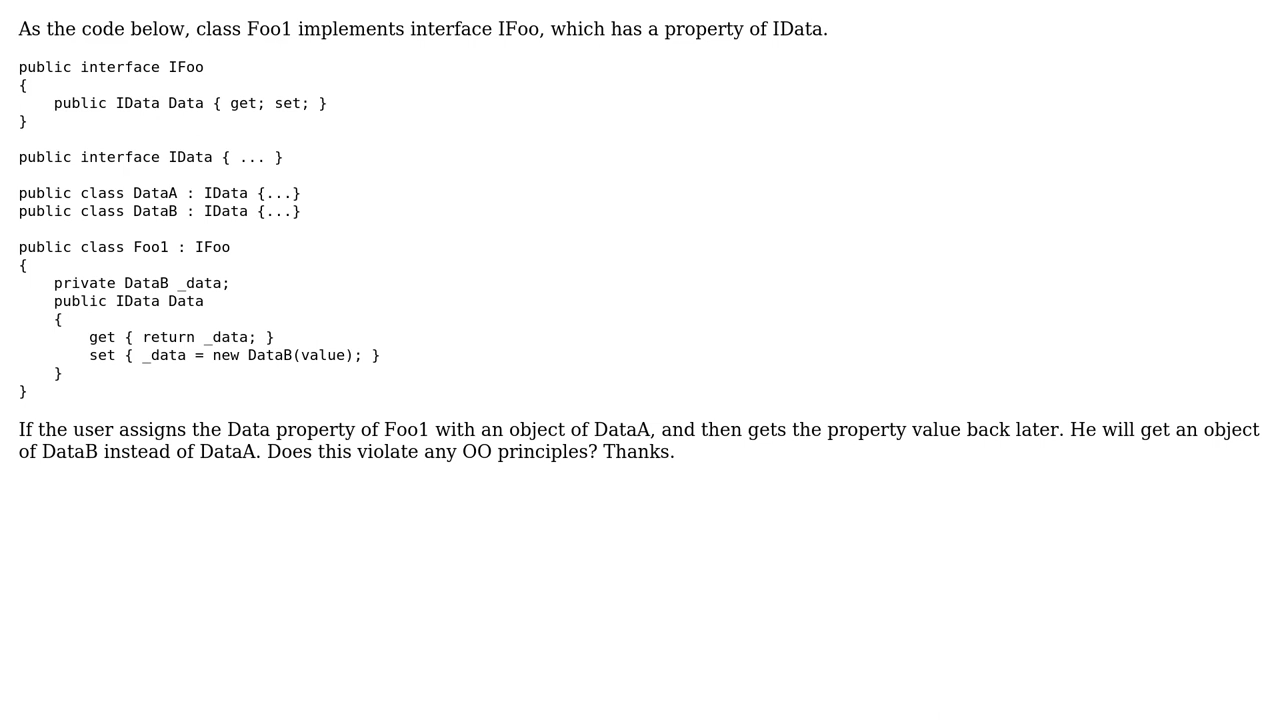 As the code below, class Foo1 implements interface IFoo, which has a property of IData.
public interface IFoo
{
    public IData Data { get; set; }
}
public interface IData { ... }
public class DataA : IData {...}
public class DataB : IData {...}
public class Foo1 : IFoo
{
    private DataB _data;
    public IData Data
    {
        get { return _data; }
        set { _data = new DataB(value); }
    }
}
If the user assigns the Data property of Foo1 with an object of DataA, and then gets the property value back later. He will get an object
of DataB instead of DataA. Does this violate any OO principles? Thanks.